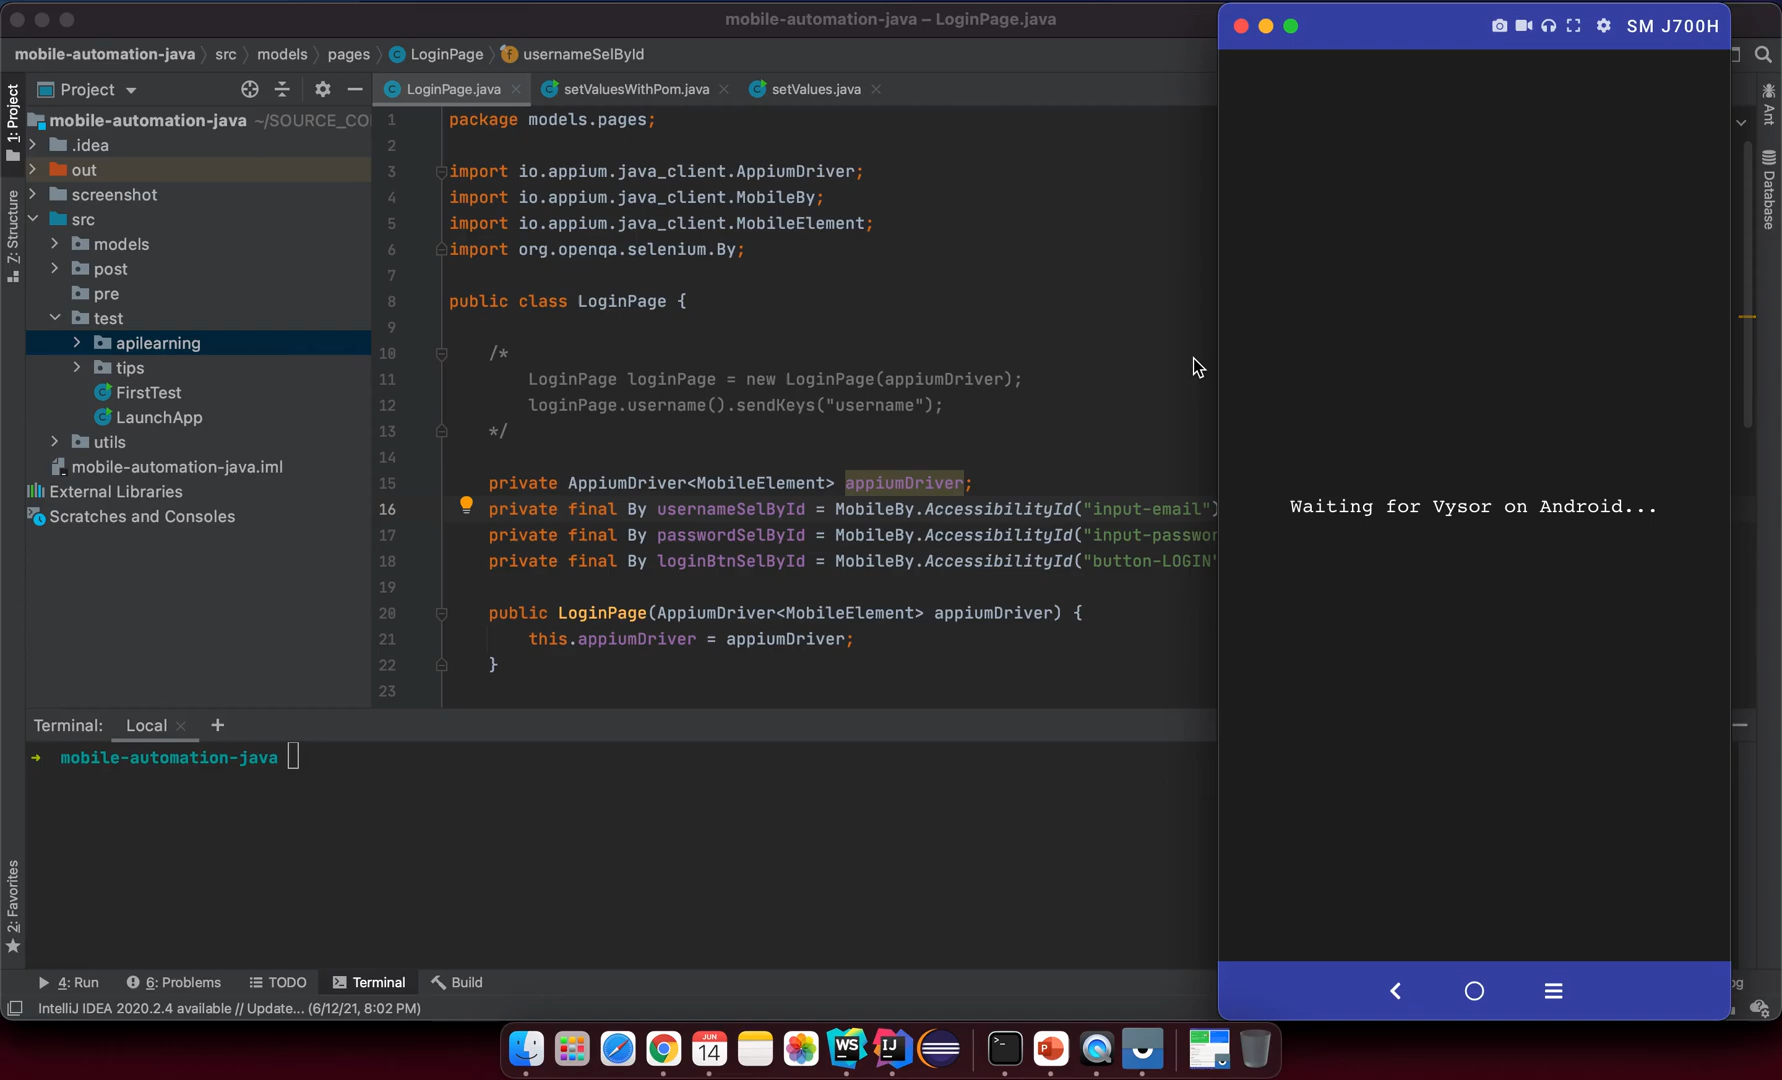 mobile-automation-java – LoginPage.java
SM J700H
mobile-automation-java src models pages LoginPage usernameSelById
1: Project
7: Structure
2: Favorites
Ant
Database
Project
mobile-automation-java ~/SOURCE_CO
.idea
out
screenshot
src
models
post
pre
test
apilearning
tips
FirstTest
LaunchApp
utils
mobile-automation-java.iml
External Libraries
Scratches and Consoles
LoginPage.java setValuesWithPom.java setValues.java
1 package models.pages;
2
3 import io.appium.java_client.AppiumDriver;
4 import io.appium.java_client.MobileBy;
5 import io.appium.java_client.MobileElement;
6 import org.openqa.selenium.By;
7
8 public class LoginPage {
9
10 /*
11 LoginPage loginPage = new LoginPage(appiumDriver);
12 loginPage.username().sendKeys("username");
13 */
14
15 private AppiumDriver<MobileElement> appiumDriver;
16 private final By usernameSelById = MobileBy.AccessibilityId("input-email")
17 private final By passwordSelById = MobileBy.AccessibilityId("input-passwor
18 private final By loginBtnSelById = MobileBy.AccessibilityId("button-LOGIN"
19
20 public LoginPage(AppiumDriver<MobileElement> appiumDriver) {
21 this.appiumDriver = appiumDriver;
22 }
23
Waiting for Vysor on Android...
Terminal: Local +
→ mobile-automation-java
4: Run 6: Problems TODO Terminal Build
og
IntelliJ IDEA 2020.2.4 available // Update... (6/12/21, 8:02 PM)
JUN
14
WS
IJ
P